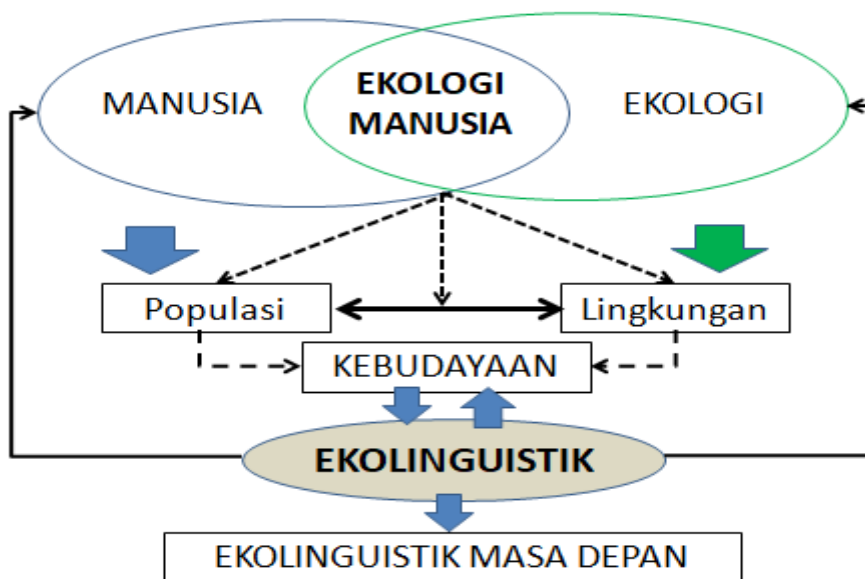 MANUSIA
EKOLOGI
MANUSIA
EKOLOGI
Populasi
Lingkungan
KEBUDAYAAN
EKOLINGUISTIK
EKOLINGUISTIK MASA DEPAN